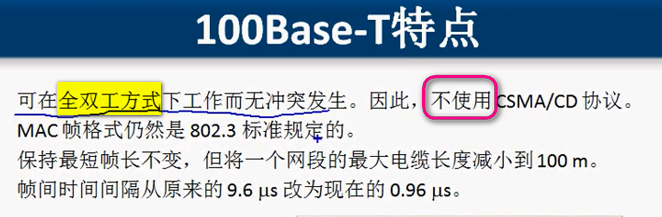 100Base-T特点
可在全双工方式下工作而无冲突发生。因此，不使用CSMA/CD 协议。
MAC 帧格式仍然是 802.3 标准规定的。
保持最短帧长不变，但将一个网段的最大电缆长度减小到 100 m。
帧间时间间隔从原来的 9.6 μs 改为现在的 0.96 μs。